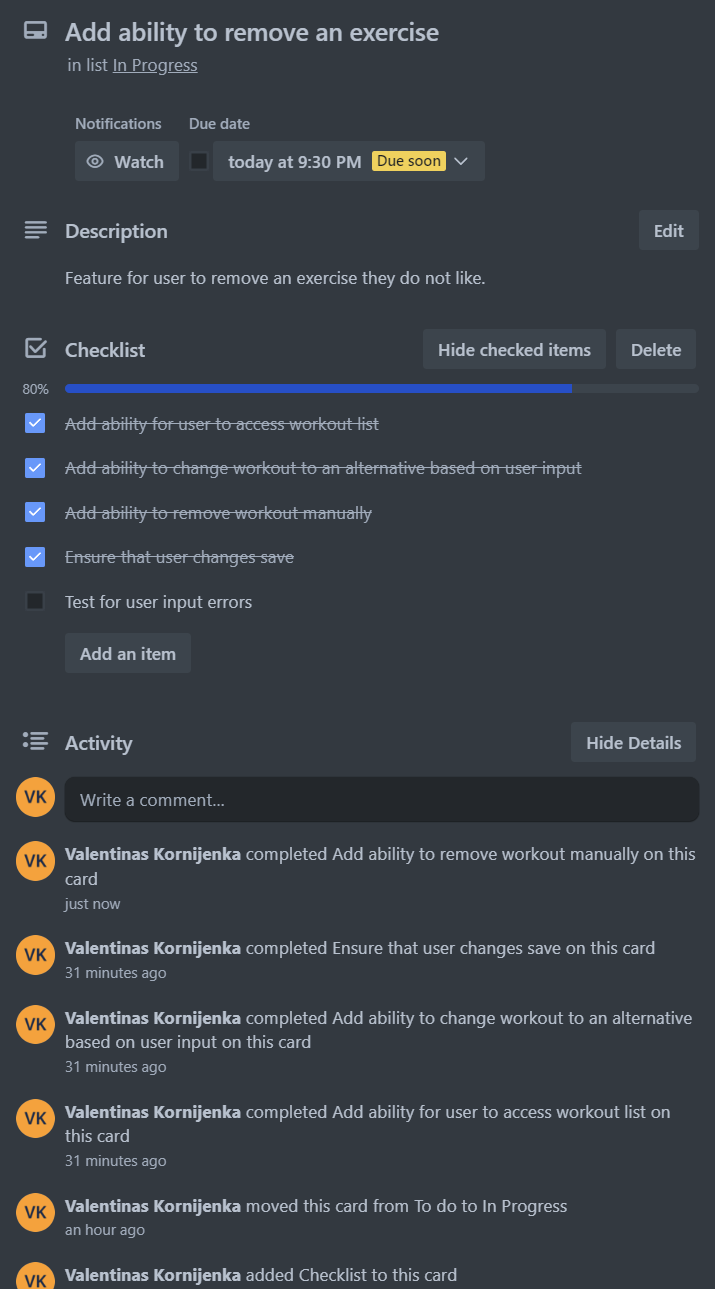 Add ability to remove an exercise
in list In Progress
Notifications
Due date
Watch
today at 9:30 PM Due soon
Description
Edit
Feature for user to remove an exercise they do not like.
Checklist
Hide checked items
Delete
80%
Add ability for user to access workout list
Add ability to change workout to an alternative based on user input
Add ability to remove workout manually
Ensure that user changes save
Test for user input errors
Add an item
Activity
Hide Details
VK
Write a comment...
VK
Valentinas Kornijenka completed Add ability to remove workout manually on this
card
just now
VK
Valentinas Kornijenka completed Ensure that user changes save on this card
31 minutes ago
VK
Valentinas Kornijenka completed Add ability to change workout to an alternative
based on user input on this card
31 minutes ago
VK
Valentinas Kornijenka completed Add ability for user to access workout list on
this card
31 minutes ago
VK
Valentinas Kornijenka moved this card from To do to In Progress
an hour ago
VK
Valentinas Kornijenka added Checklist to this card